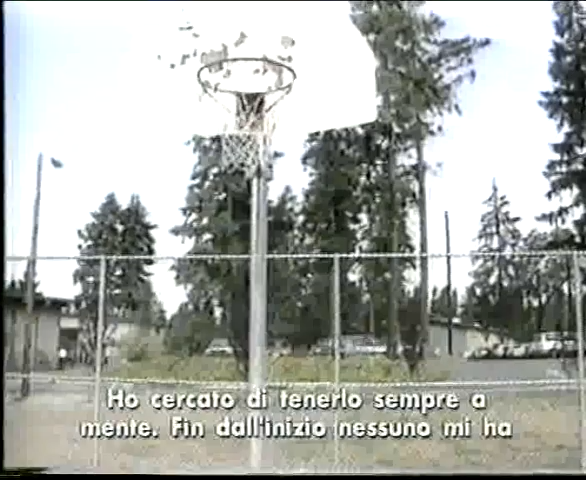 Ho cercato di tenerlo sempre a
mente. Fin dall'inizio nessuno mi ha